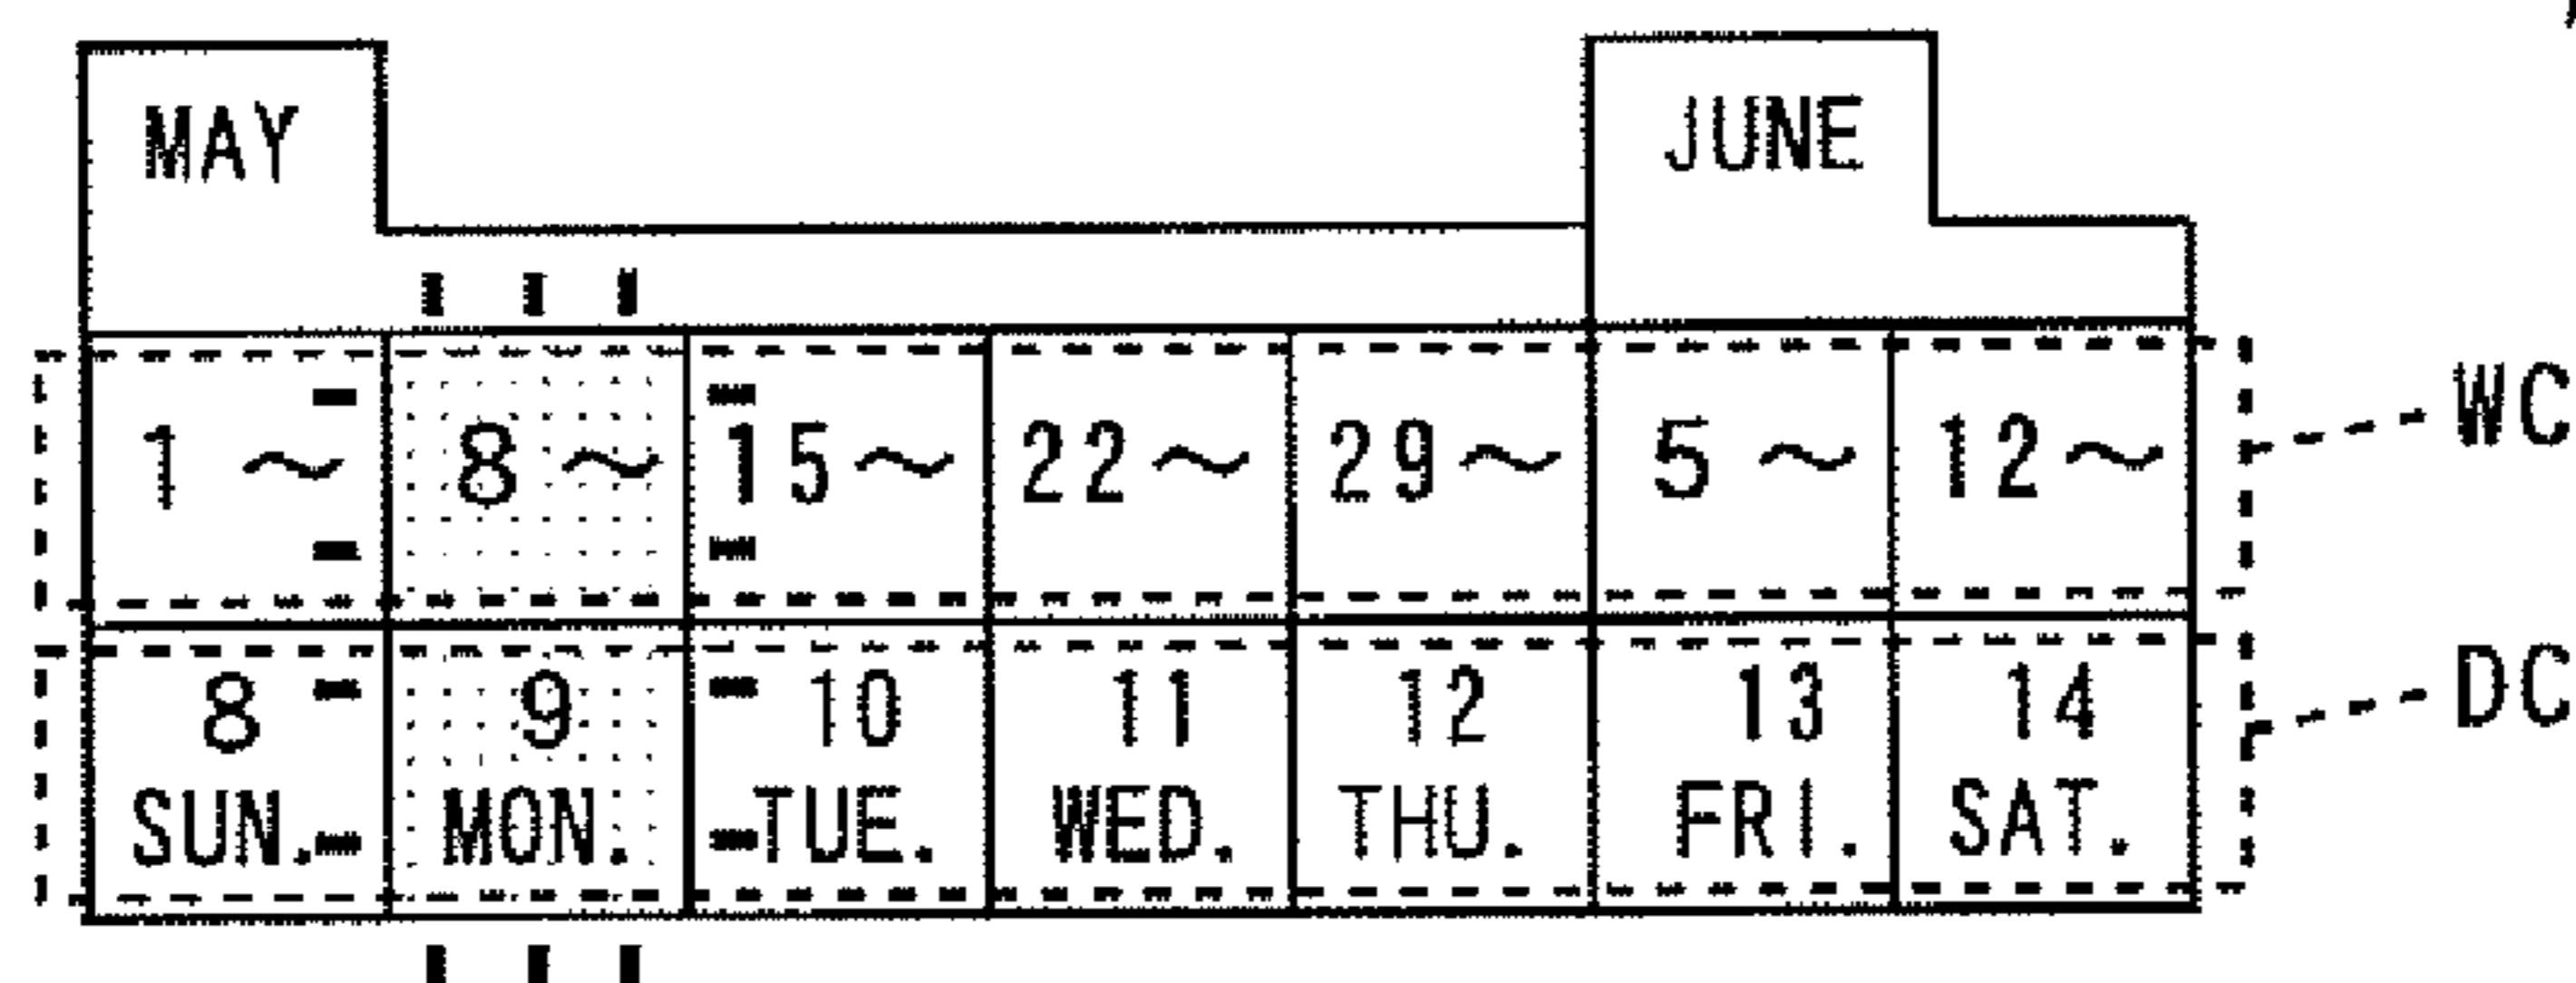 MAY JUNE
1～ 8～ 15～ 22～ 29～ 5～ 12～ WC
8 9 10 11 12 13 14 DC
SUN. MON. TUE. WED. THU. FRI. SAT.